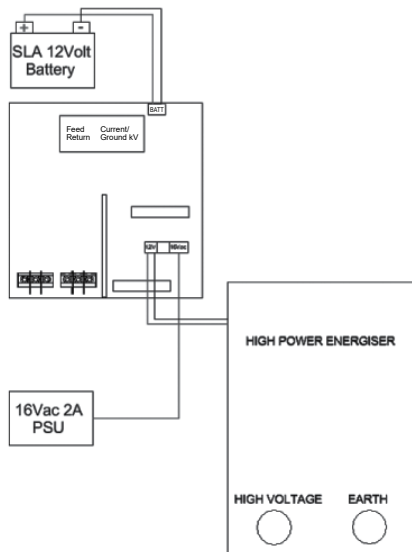 + -
SLA 12Volt
Battery
BATT
Feed Current/
Return Ground kV
12V 16Vac
HIGH POWER ENERGISER
16Vac 2A
PSU
HIGH VOLTAGE EARTH